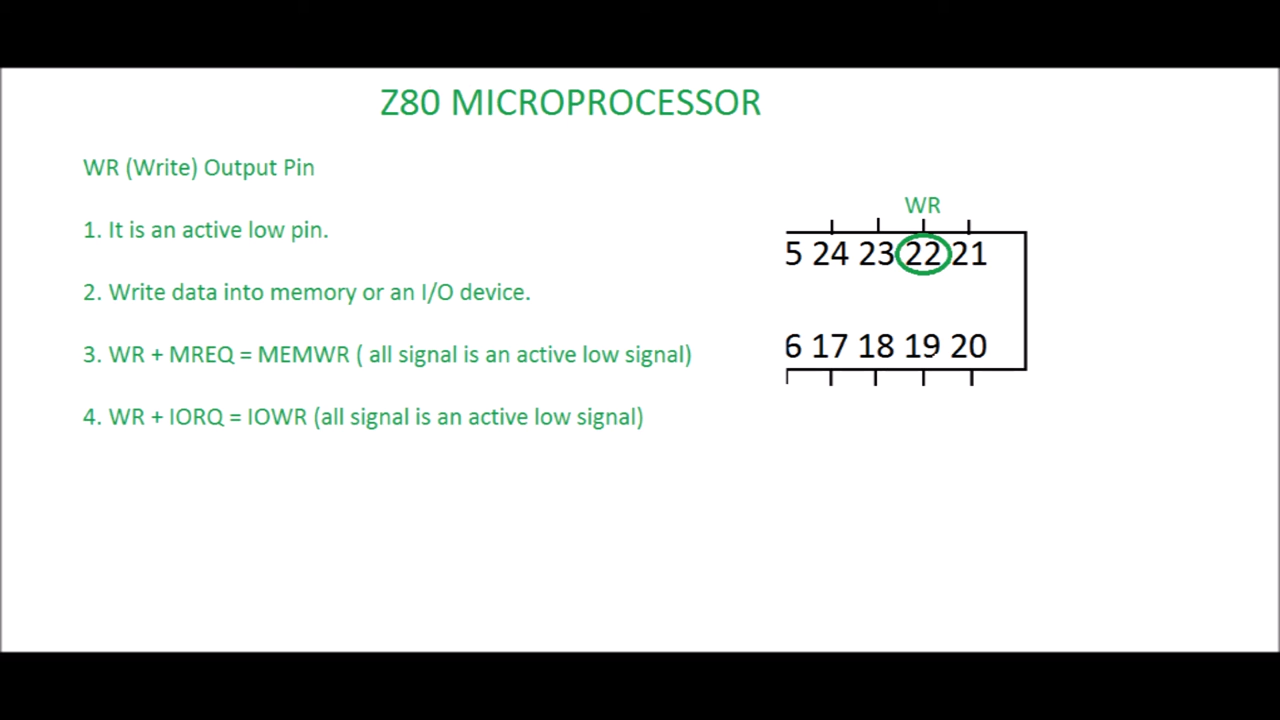 Z80 MICROPROCESSOR
WR (Write) Output Pin
1. It is an active low pin.
2. Write data into memory or an I/O device.
3. WR + MREQ = MEMWR ( all signal is an active low signal)
4. WR + IORQ = IOWR (all signal is an active low signal)
WR
5 24 23 22 21
6 17 18 19 20